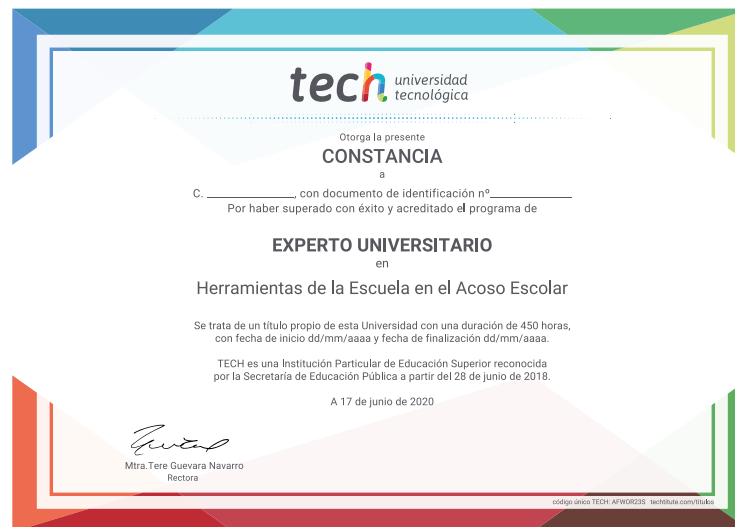 tech universidad
tecnológica
Otorga la presente
CONSTANCIA
a
C. ________________, con documento de identificación nº_______________
Por haber superado con éxito y acreditado el programa de
EXPERTO UNIVERSITARIO
en
Herramientas de la Escuela en el Acoso Escolar
Se trata de un título propio de esta Universidad con una duración de 450 horas,
con fecha de inicio dd/mm/aaaa y fecha de finalización dd/mm/aaaa.
TECH es una Institución Particular de Educación Superior reconocida
por la Secretaría de Educación Pública a partir del 28 de junio de 2018.
A 17 de junio de 2020
Mtra.Tere Guevara Navarro
Rectora
código único TECH: AFWOR23S techtitute.com/titulos